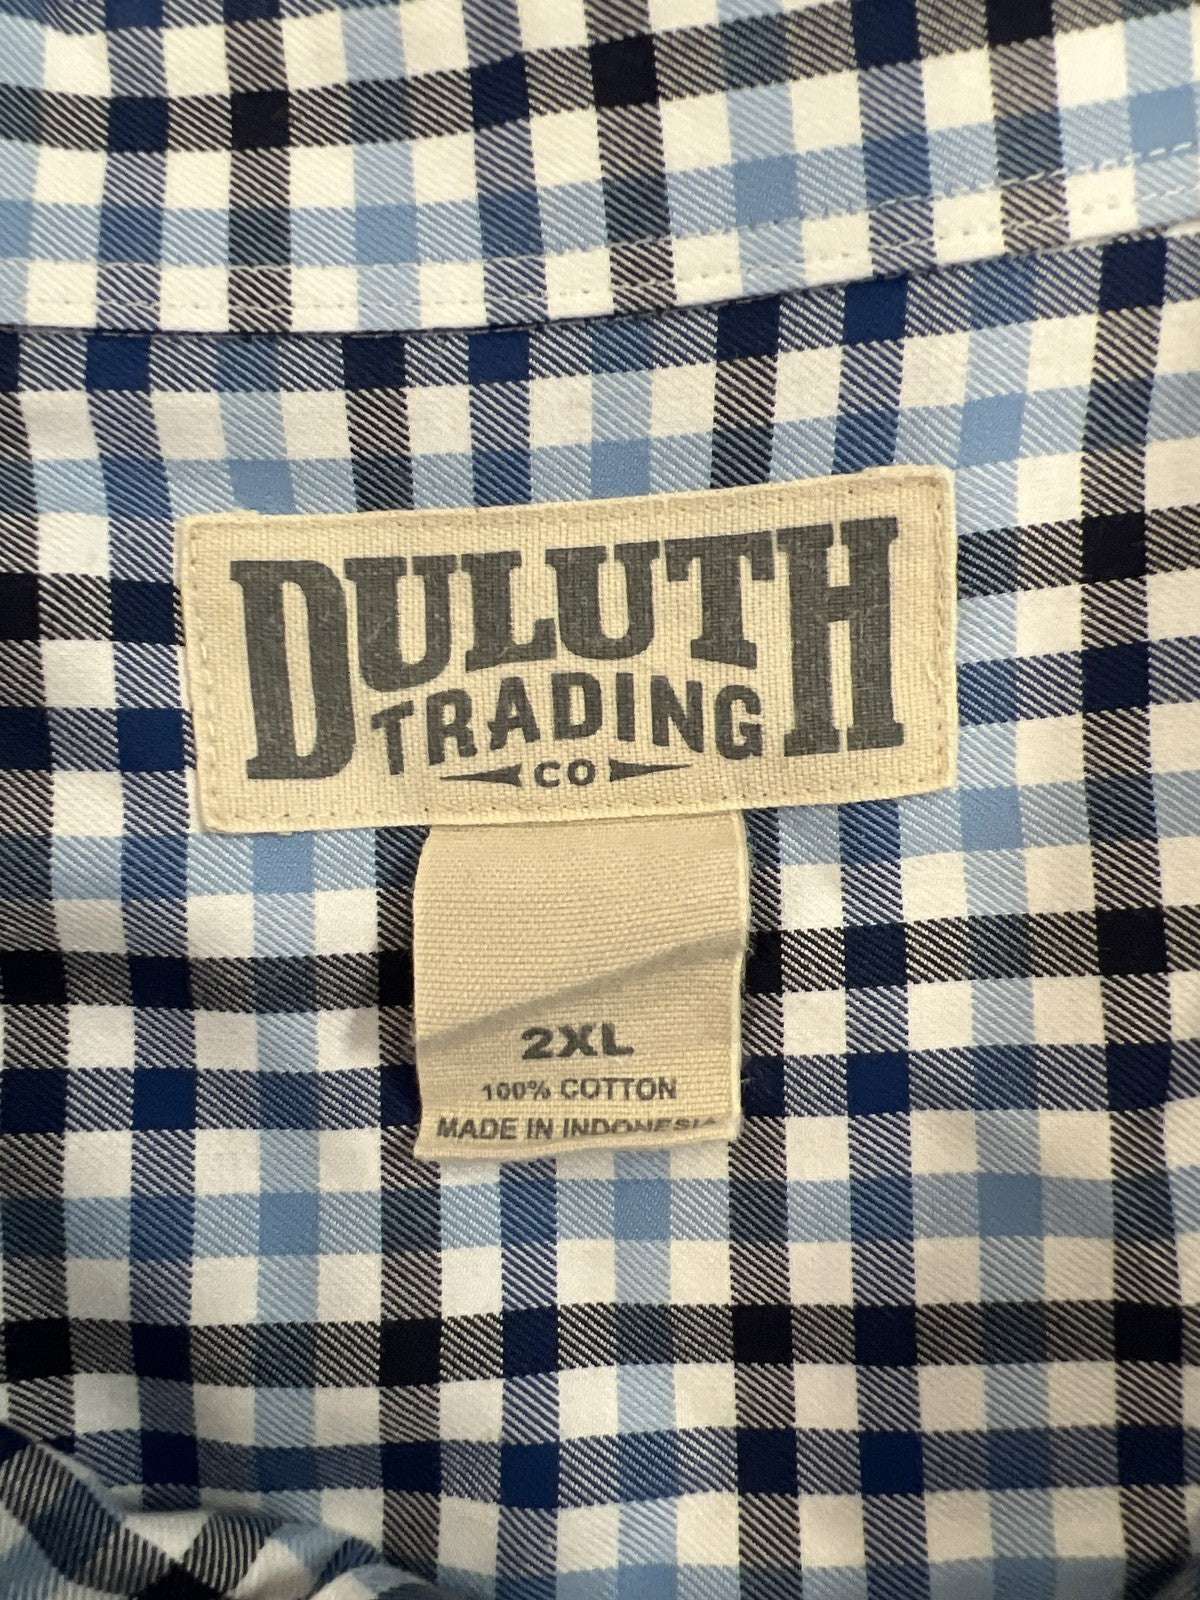 DULUTH
TRADING
CO
2XL
100% COTTON
MADE IN INDONESIA